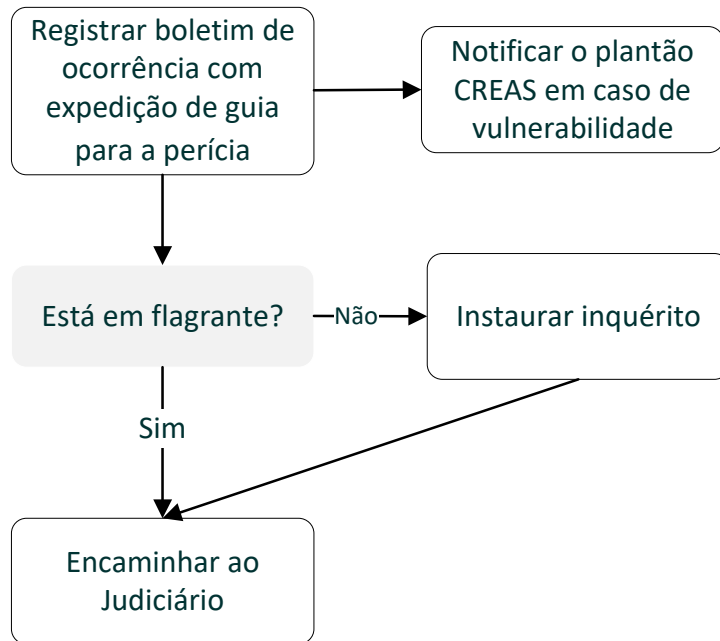 Registrar boletim de
ocorrência com
expedição de guia
para a perícia
Notificar o plantão
CREAS em caso de
vulnerabilidade
Está em flagrante?
Não
Instaurar inquérito
Sim
Encaminhar ao
Judiciário